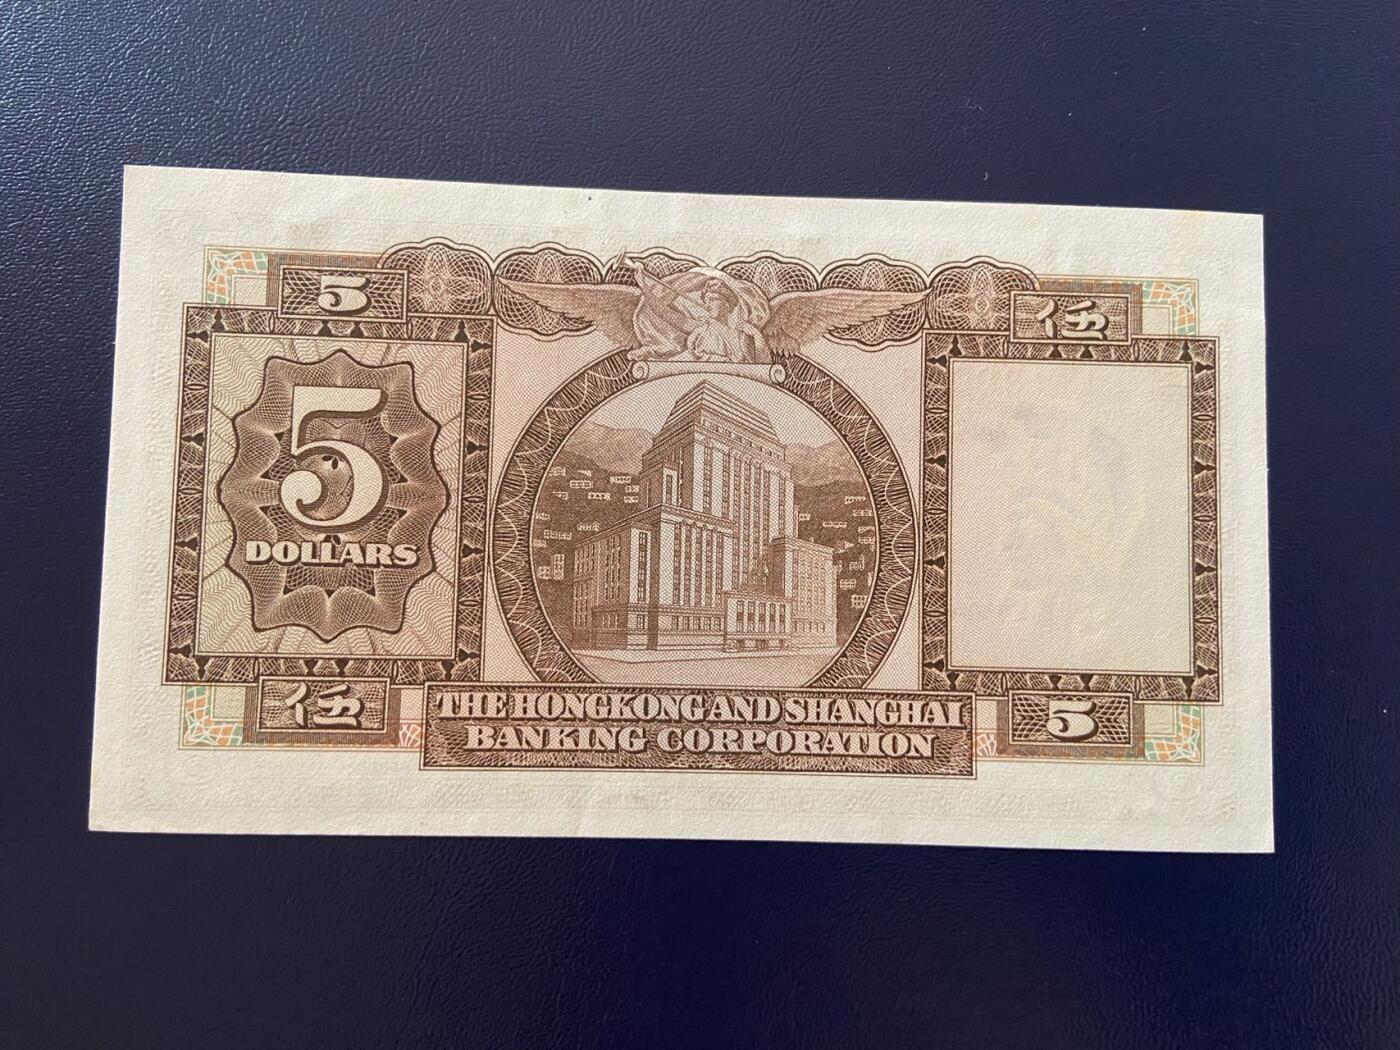 5
伍
5
DOLLARS
伍
5
THE HONGKONG AND SHANGHAI
BANKING CORPORATION